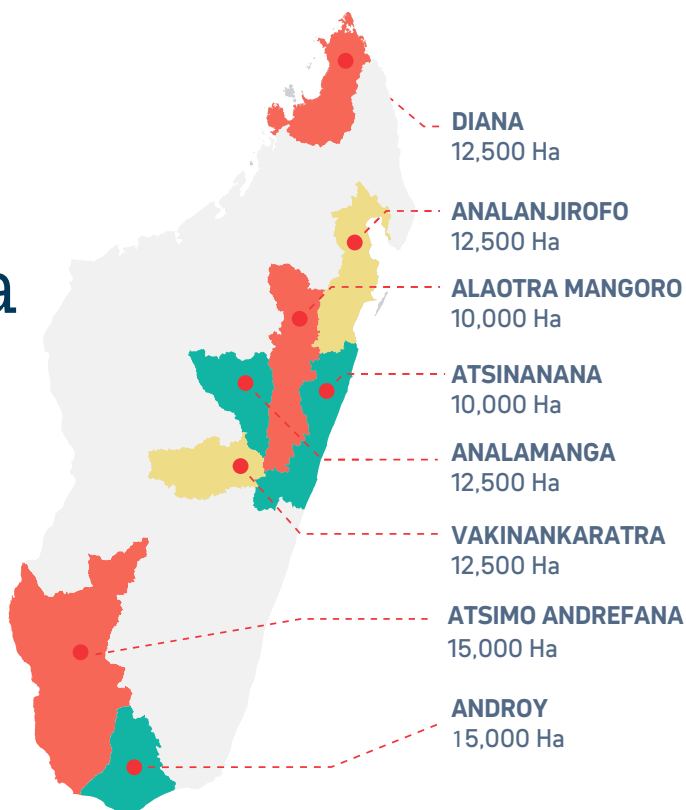 a
DIANA
12,500 Ha
ANALANJIROFO
12,500 Ha
ALAOTRA MANGORO
10,000 Ha
ATSINANANA
10,000 Ha
ANALAMANGA
12,500 Ha
VAKINANKARATRA
12,500 Ha
ATSIMO ANDREFANA
15,000 Ha
ANDROY
15,000 Ha